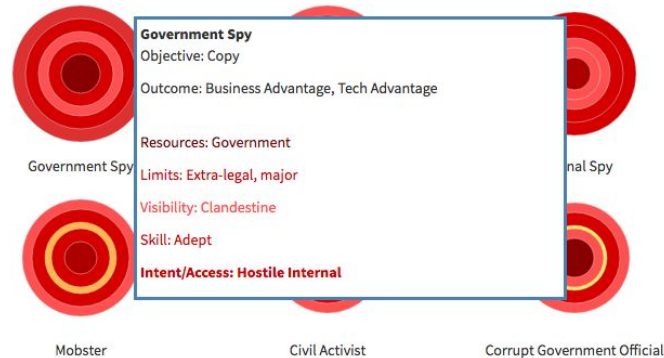 Government Spy
Objective: Copy
Outcome: Business Advantage, Tech Advantage
Resources: Government
Limits: Extra-legal, major
Visibility: Clandestine
Skill: Adept
Intent/Access: Hostile Internal
Government Spy
nal Spy
Mobster
Civil Activist
Corrupt Government Official